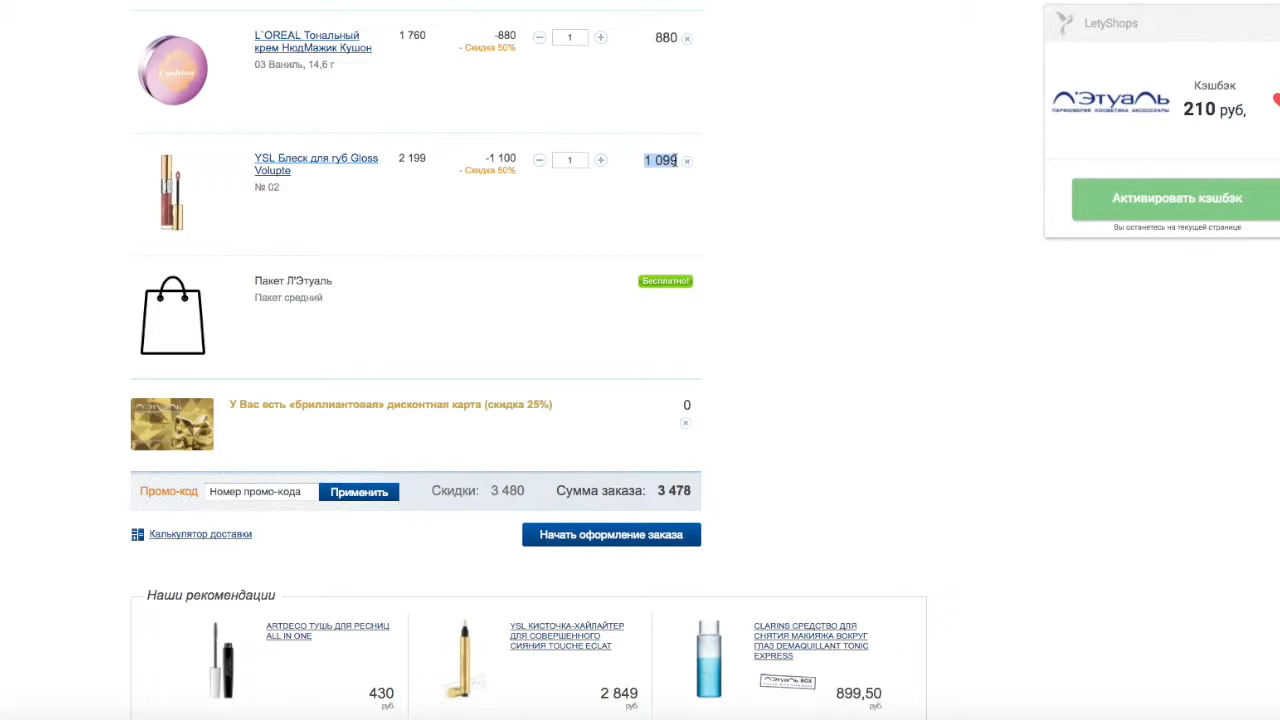 L`OREAL Тональный
крем НюдМажик Кушон
03 Ваниль, 14,6 г
1 760
-880
- Скидка 50%
1
880
YSL Блеск для губ Gloss
Volupte
№ 02
2 199
-1 100
- Скидка 50%
1
1 099
Пакет Л'Этуаль
Пакет средний
Бесплатно!
У Вас есть «бриллиантовая» дисконтная карта (скидка 25%)
0
Промо-код
Номер промо-кода
Применить
Скидки: 3 480
Сумма заказа: 3 478
Калькулятор доставки
Начать оформление заказа
Наши рекомендации
ARTDECO ТУШЬ ДЛЯ РЕСНИЦ
ALL IN ONE
430
руб.
YSL КИСТОЧКА-ХАЙЛАЙТЕР
ДЛЯ СОВЕРШЕННОГО
СИЯНИЯ TOUCHE ECLAT
2 849
руб.
CLARINS СРЕДСТВО ДЛЯ
СНЯТИЯ МАКИЯЖА ВОКРУГ
ГЛАЗ DEMAQUILLANT TONIC
EXPRESS
Л'Этуаль BOX
899,50
руб.
LetyShops
Л'Этуаль
ПАРФЮМЕРИЯ КОСМЕТИКА АКСЕССУАРЫ
Кэшбэк
210 руб,
Активировать кэшбэк
Вы останетесь на текущей странице